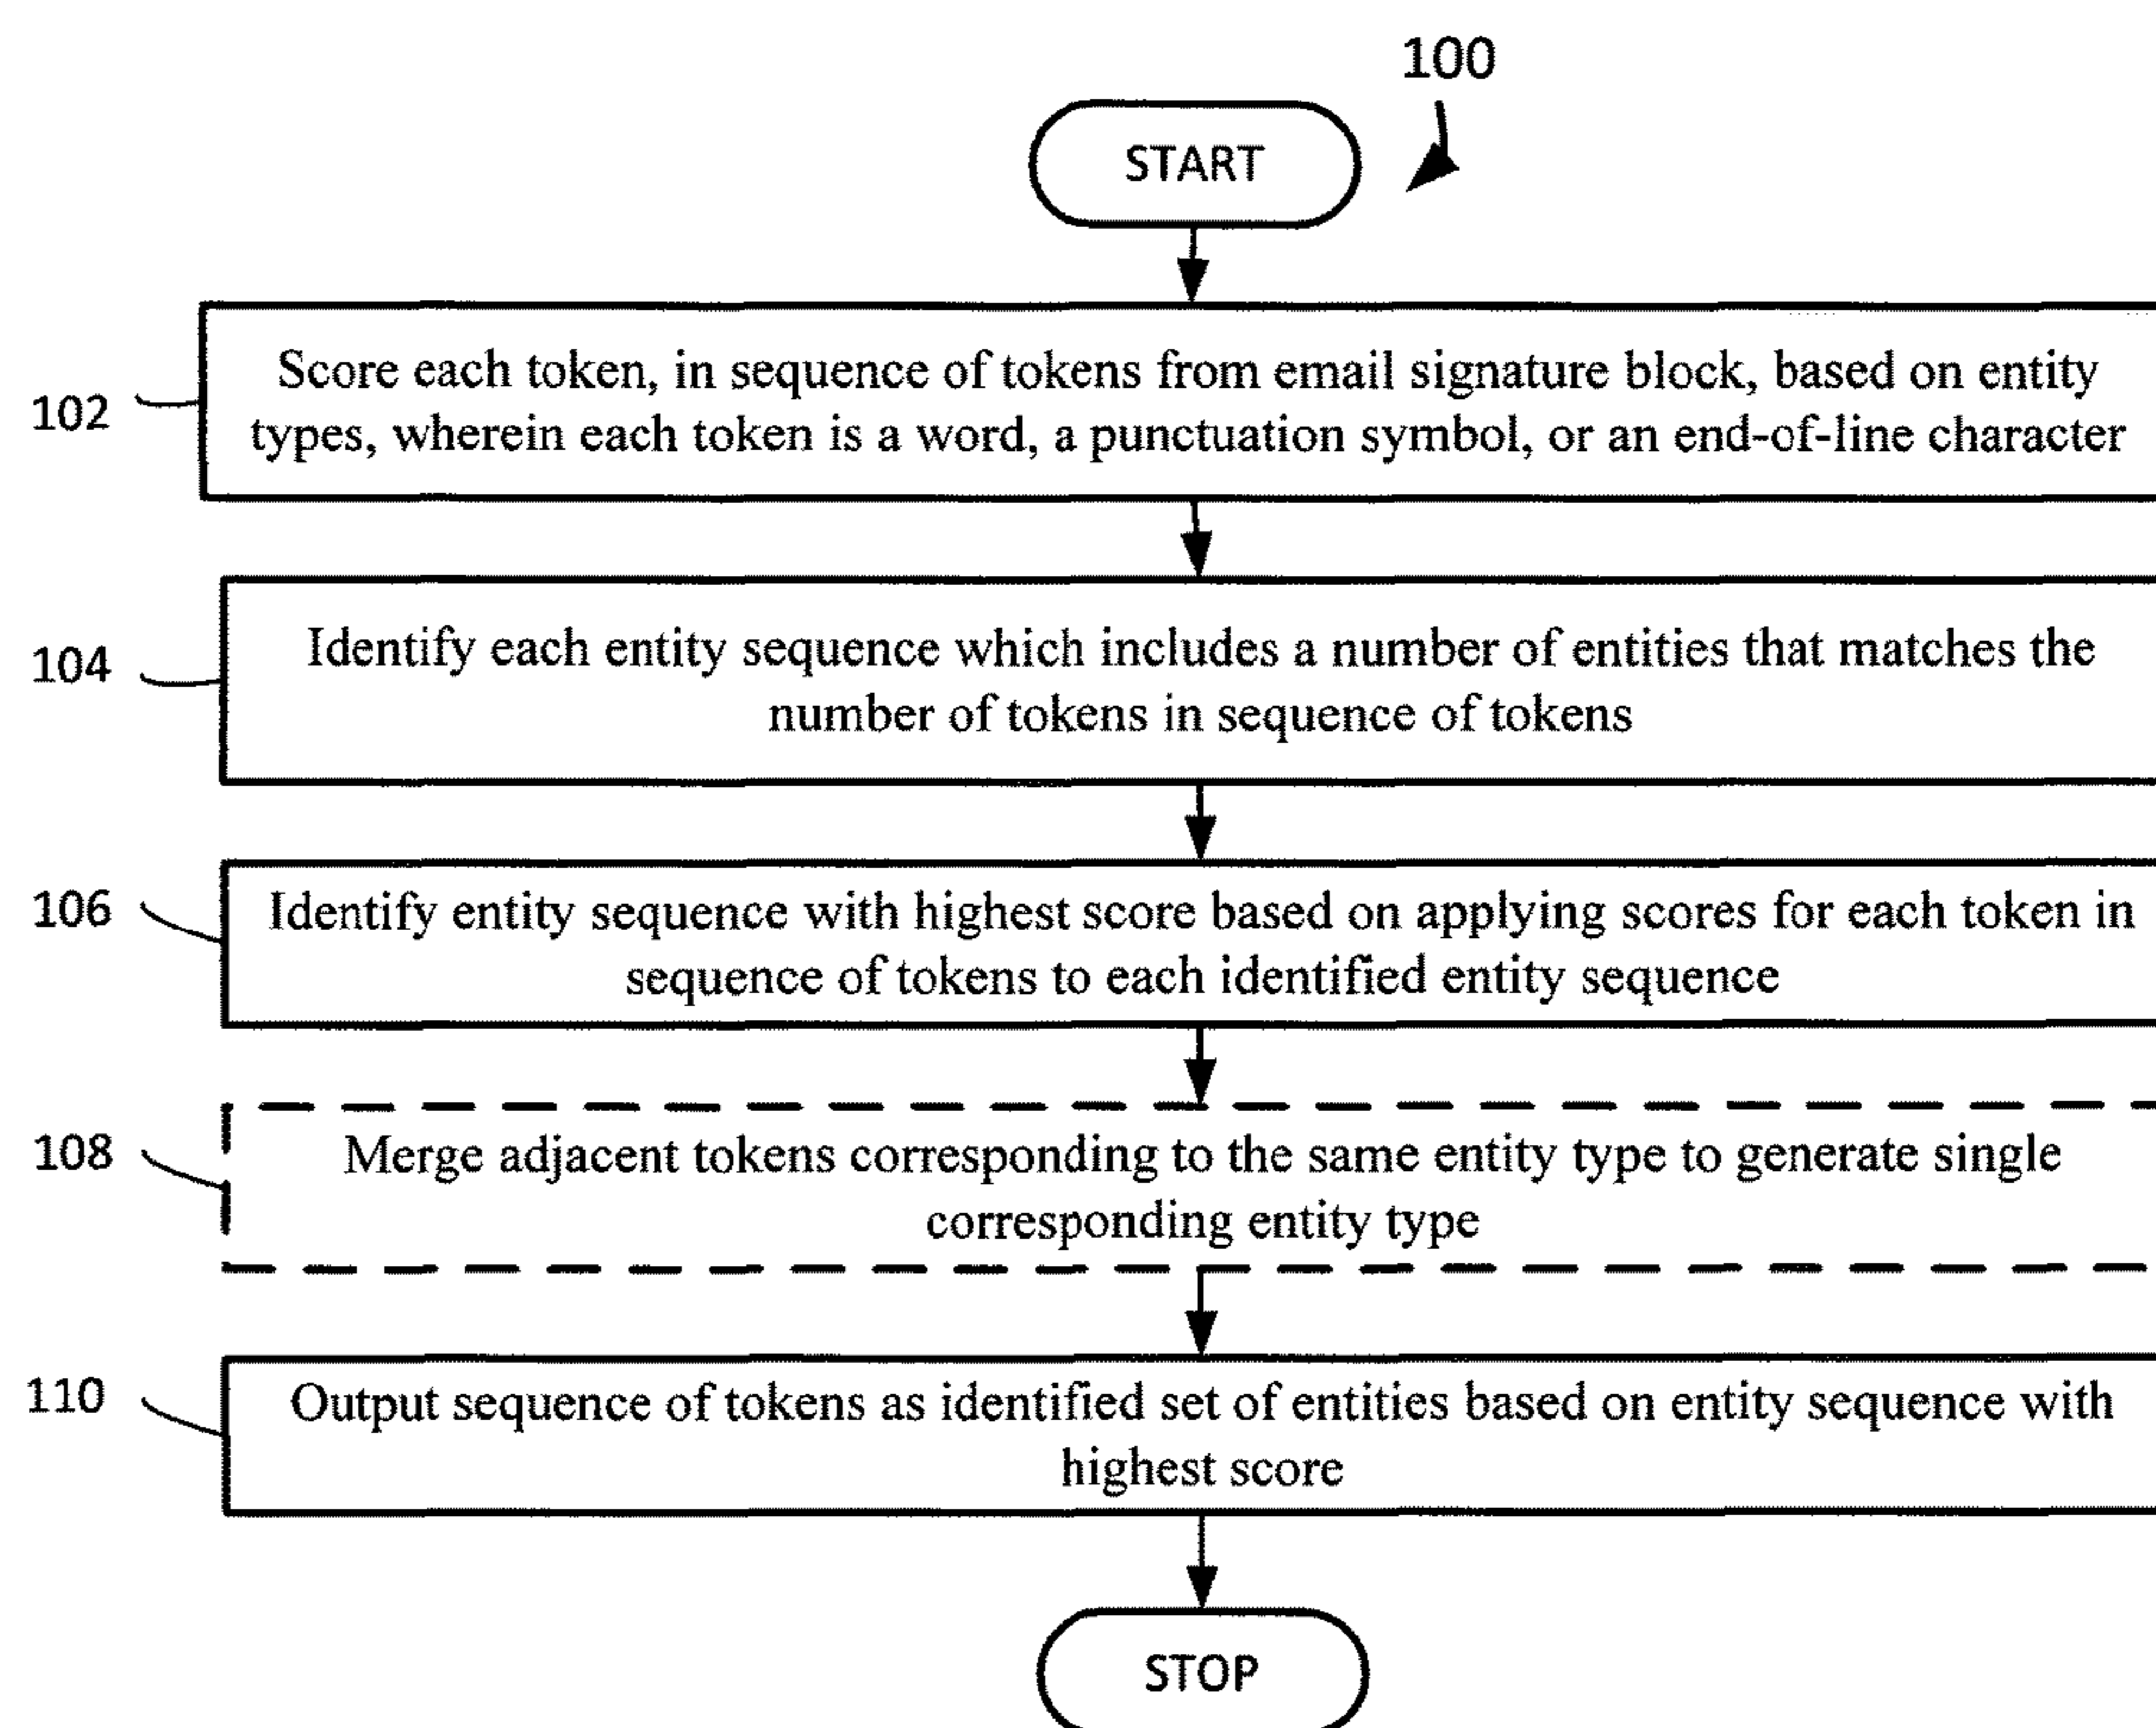 100
START
102
Score each token, in sequence of tokens from email signature block, based on entity
types, wherein each token is a word, a punctuation symbol, or an end-of-line character
104
Identify each entity sequence which includes a number of entities that matches the
number of tokens in sequence of tokens
106
Identify entity sequence with highest score based on applying scores for each token in
sequence of tokens to each identified entity sequence
108
Merge adjacent tokens corresponding to the same entity type to generate single
corresponding entity type
110
Output sequence of tokens as identified set of entities based on entity sequence with
highest score
STOP